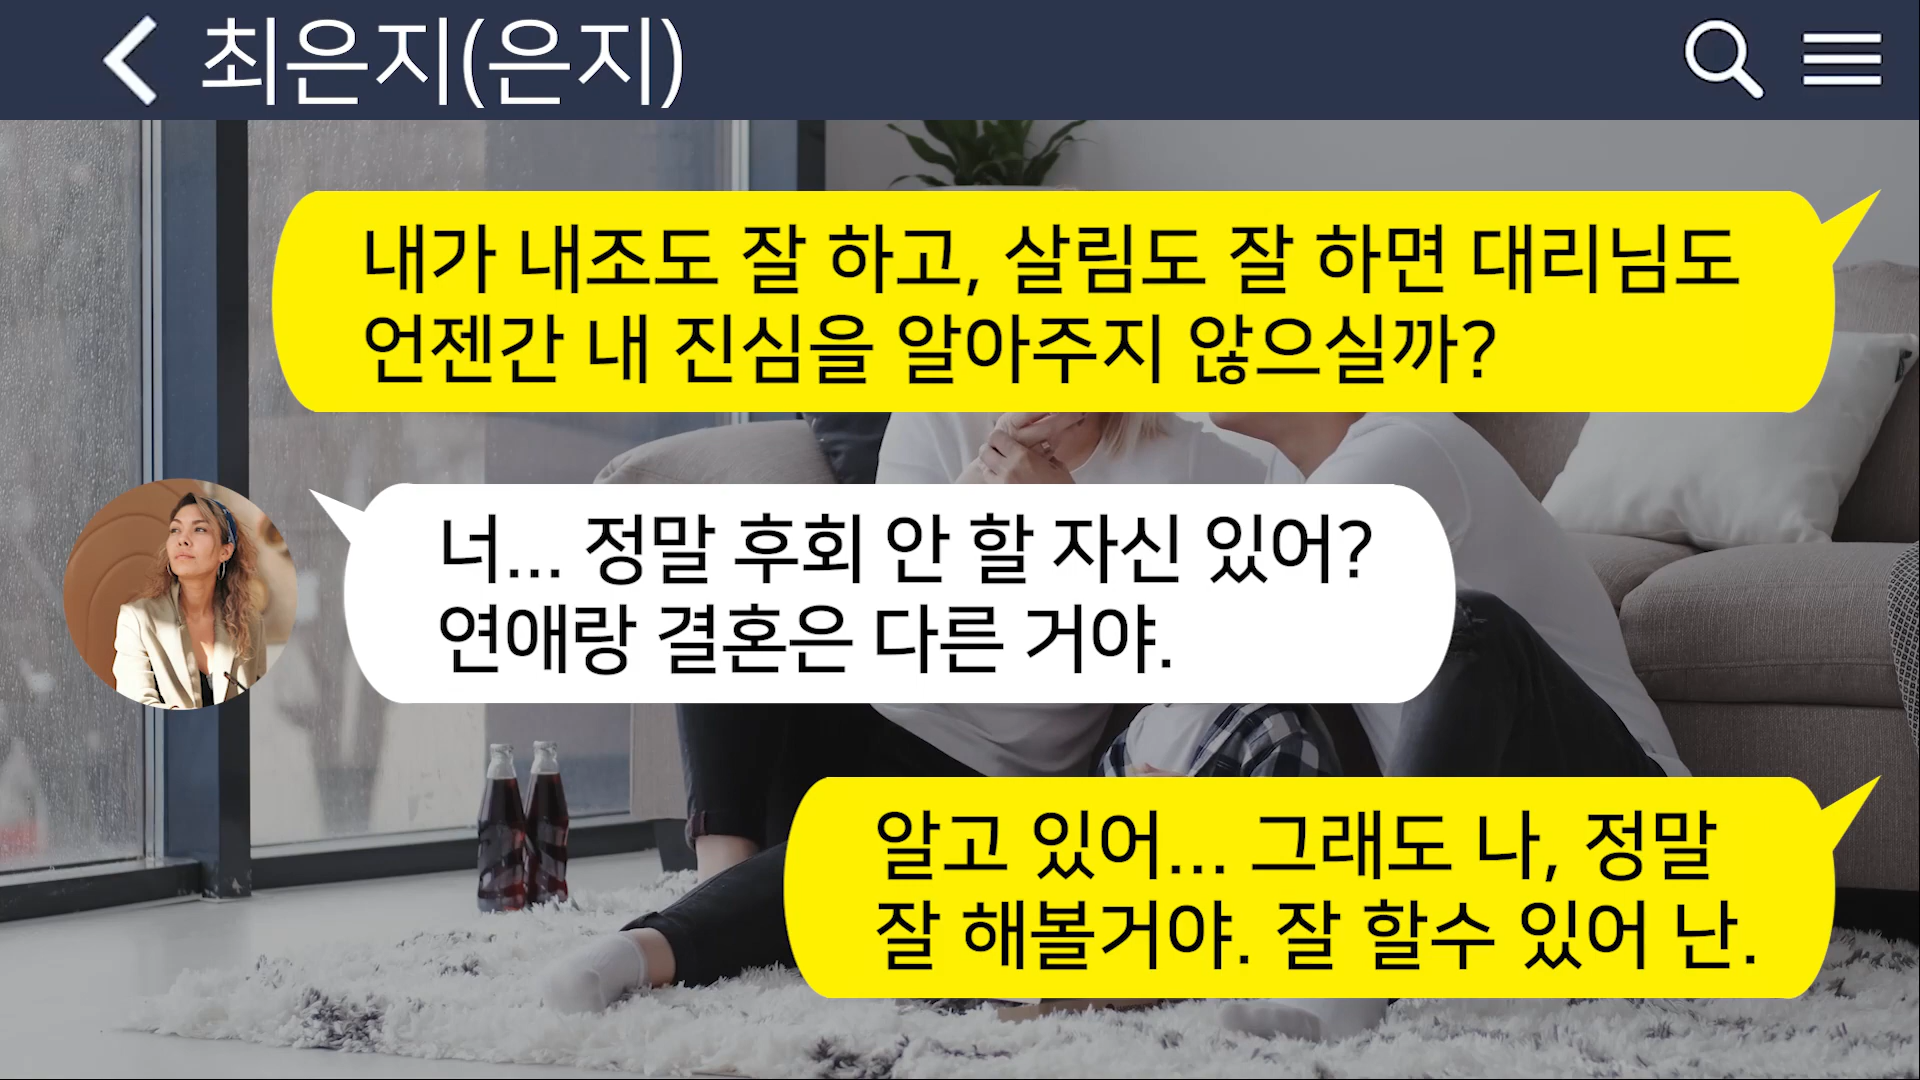 최은지(은지)
내가 내조도 잘 하고, 살림도 잘 하면 대리님도
언젠간 내 진심을 알아주지 않으실까?
너... 정말 후회 안 할 자신 있어?
연애랑 결혼은 다른 거야.
알고 있어... 그래도 나, 정말
잘 해볼거야. 잘 할수 있어 난.